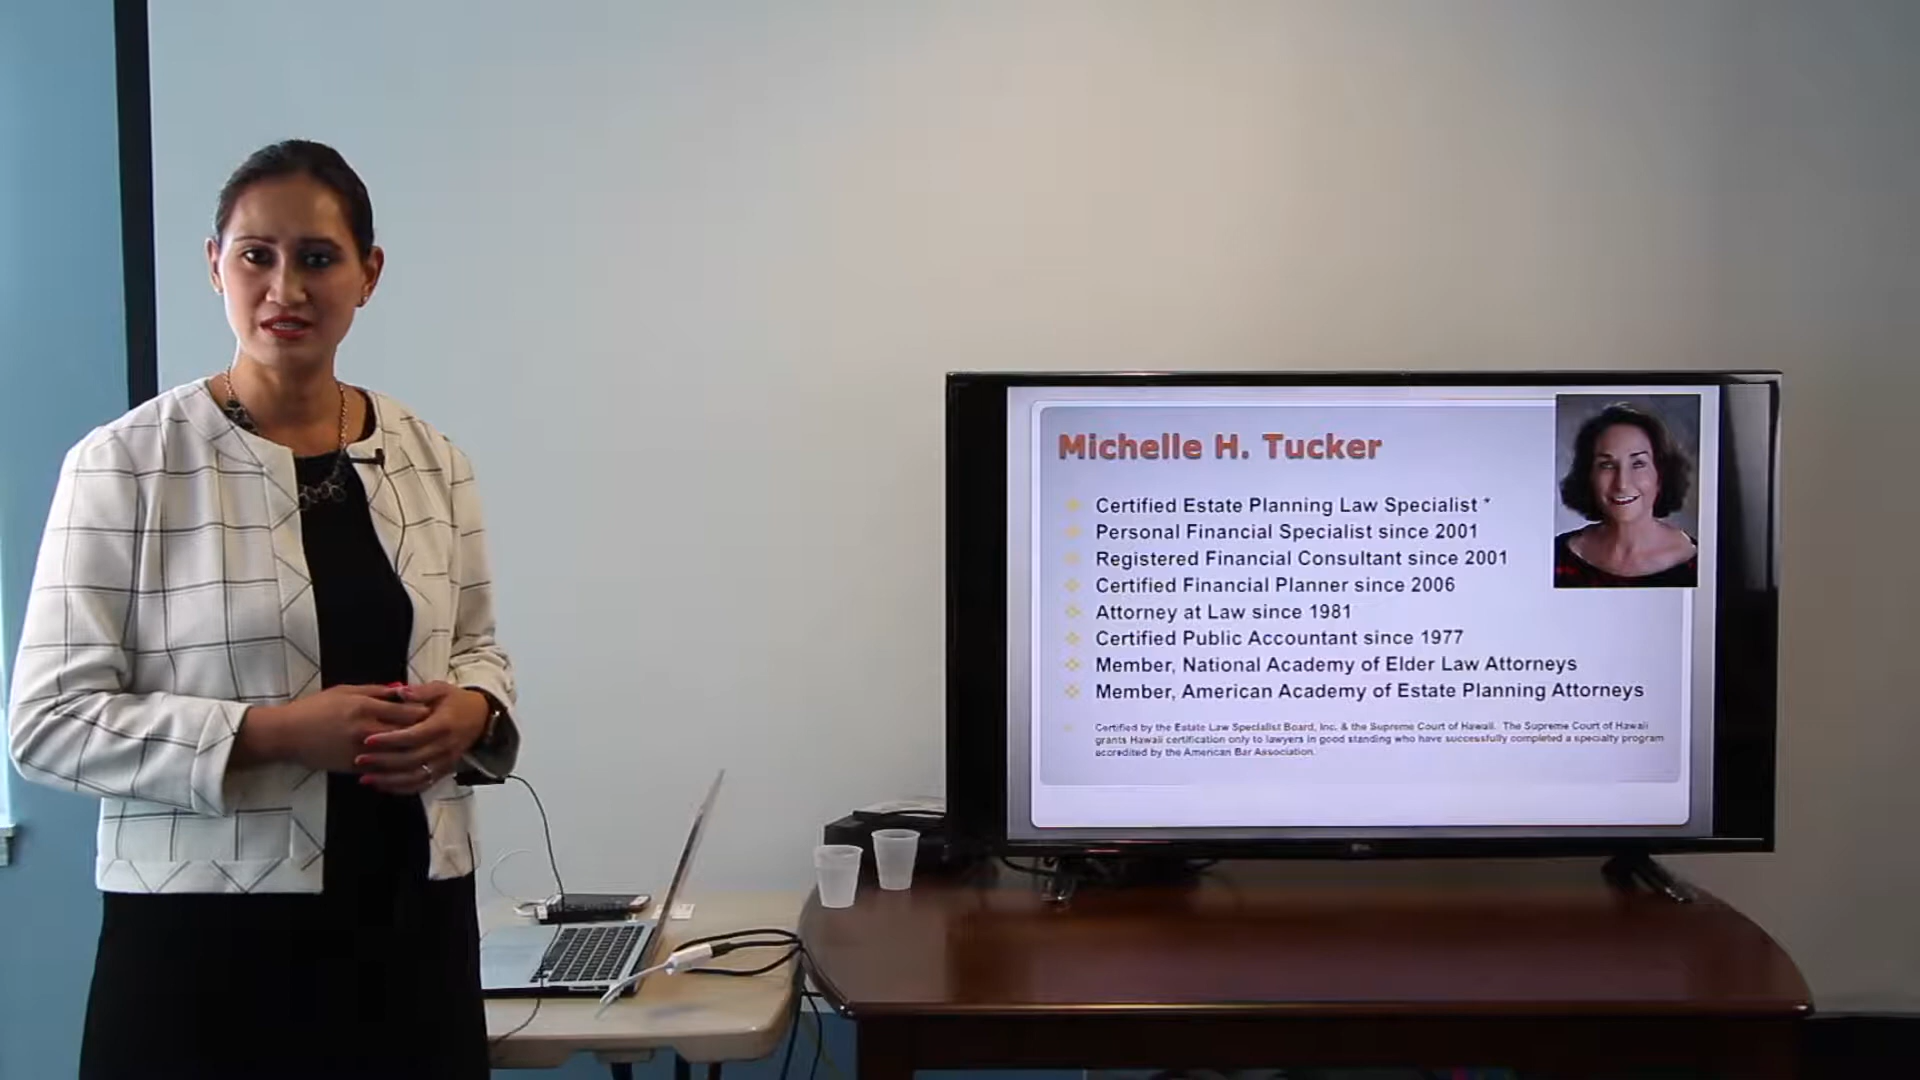 Michelle H. Tucker
Certified Estate Planning Law Specialist *
Personal Financial Specialist since 2001
Registered Financial Consultant since 2001
Certified Financial Planner since 2006
Attorney at Law since 1981
Certified Public Accountant since 1977
Member, National Academy of Elder Law Attorneys
Member, American Academy of Estate Planning Attorneys
Certified by the Estate Law Specialist Board, Inc. & the Supreme Court of Hawaii. The Supreme Court of Hawaii
grants Hawaii certification only to lawyers in good standing who have successfully completed a specialty program
accredited by the American Bar Association.